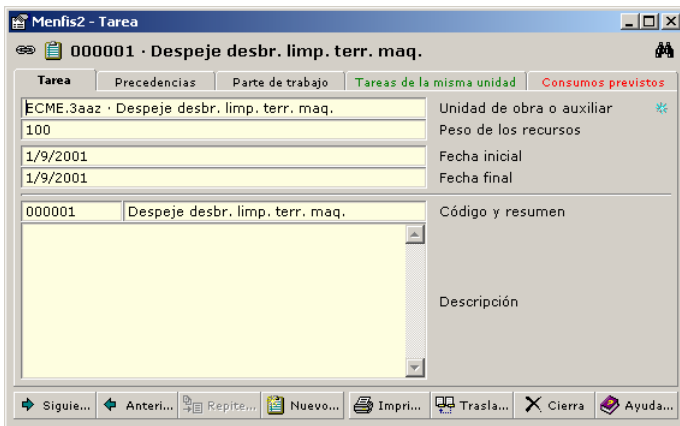 Menfis2 - Tarea
000001 · Despeje desbr. limp. terr. maq.
Tarea Precedencias Parte de trabajo Tareas de la misma unidad Consumos previstos
ECME.3aaz · Despeje desbr. limp. terr. maq. Unidad de obra o auxiliar
100 Peso de los recursos
1/9/2001 Fecha inicial
1/9/2001 Fecha final
000001 Despeje desbr. limp. terr. maq. Código y resumen
Descripción
Siguie... Anteri... Repite... Nuevo... Impri... Trasla... Cierra Ayuda...